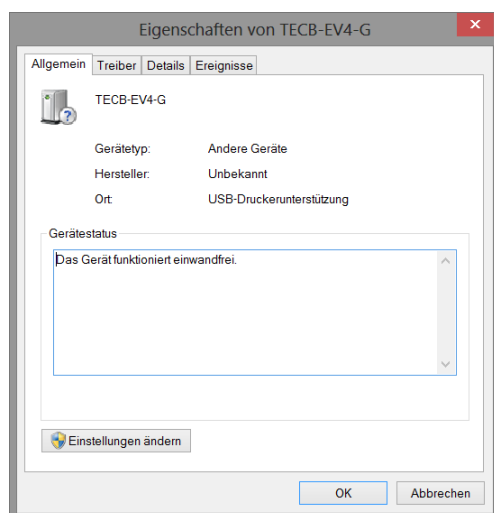 Eigenschaften von TECB-EV4-G
Allgemein Treiber Details Ereignisse
TECB-EV4-G
Gerätetyp: Andere Geräte
Hersteller: Unbekannt
Ort: USB-Druckerunterstützung
Gerätestatus
Das Gerät funktioniert einwandfrei.
Einstellungen ändern
OK Abbrechen